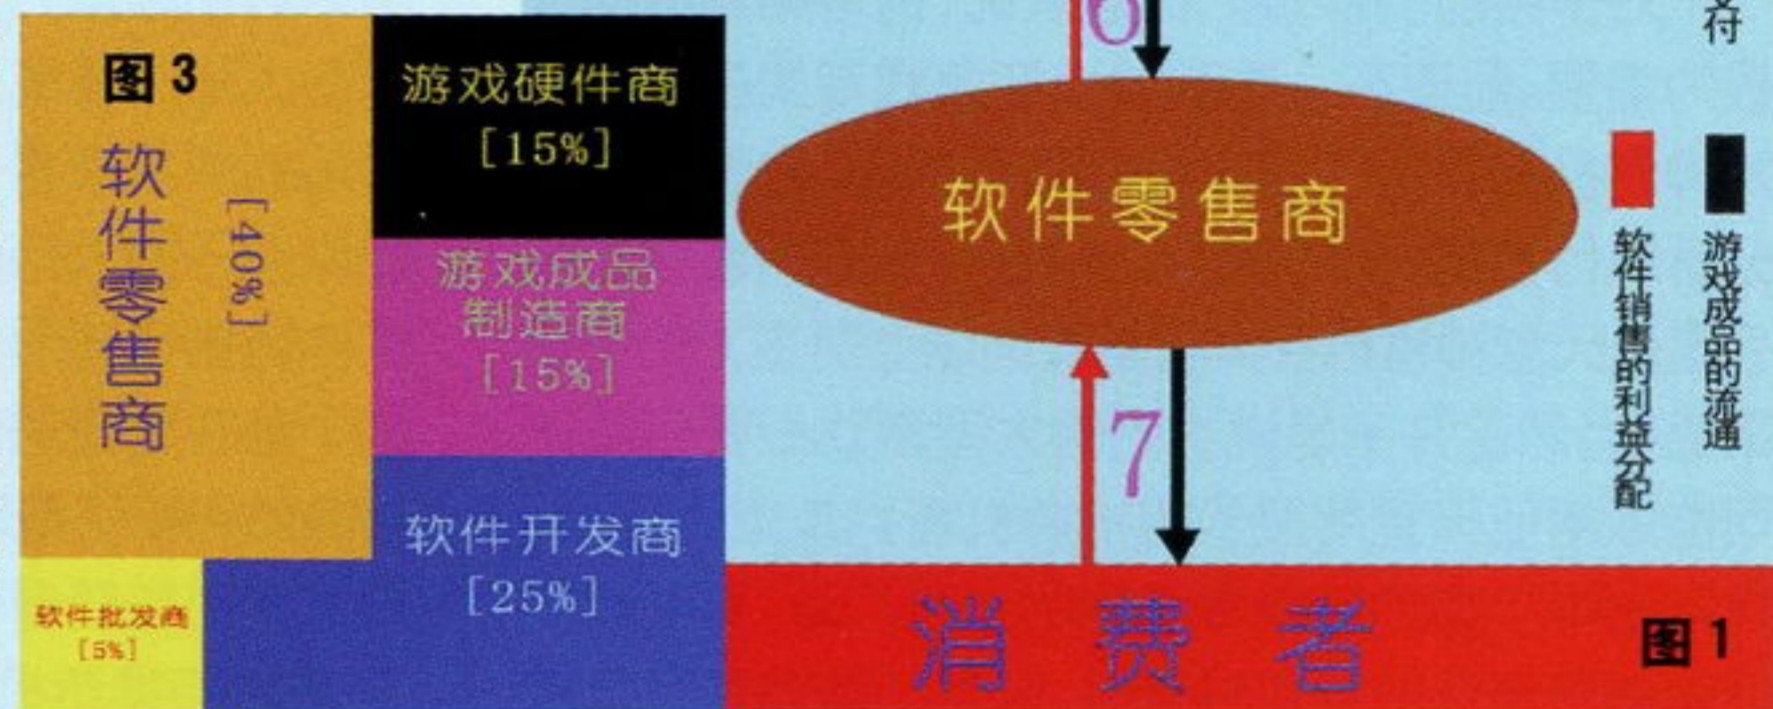 图 3
软件零售商
[40%]
游戏硬件商
[15%]
游戏成品
制造商
[15%]
软件开发商
[25%]
软件批发商
[5%]
6
软件零售商
7
消费者
图 1
付
游戏成品的流通
软件销售的利益分配